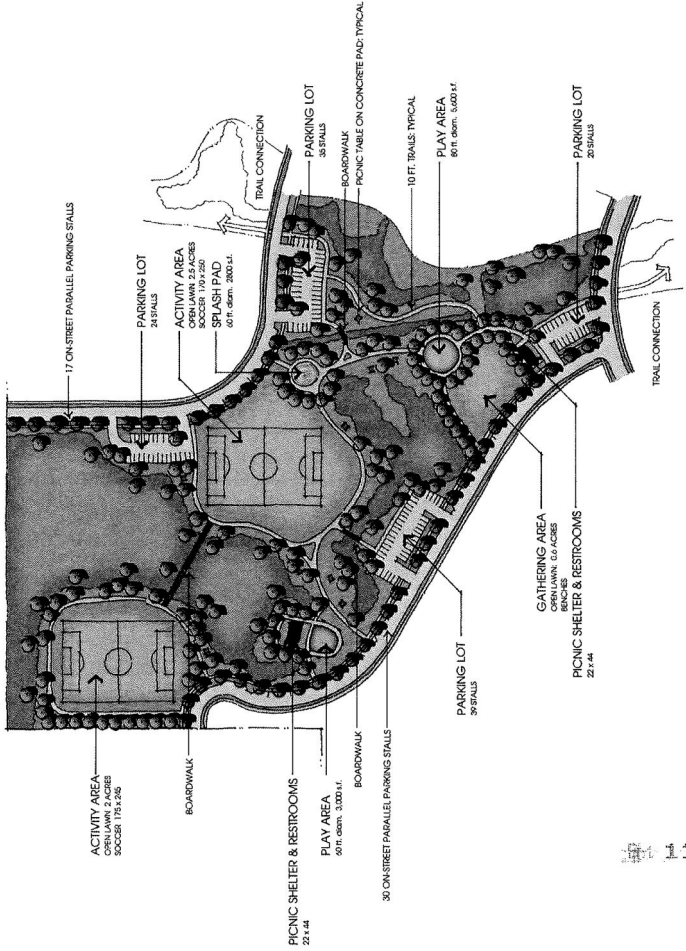 17 ON-STREET PARALLEL PARKING STALLS
PARKING LOT
24 STALLS
ACTIVITY AREA
OPEN LAWN 2.5 ACRES
SOCCER 170 x 250
SPLASH PAD
60 ft. diam. 2800 s.f.
TRAIL CONNECTION
PARKING LOT
35 STALLS
BOARDWALK
PICNIC TABLE ON CONCRETE PAD: TYPICAL
10 FT. TRAILS: TYPICAL
PLAY AREA
80 ft. diam. 5,600 s.f.
PARKING LOT
20 STALLS
TRAIL CONNECTION
ACTIVITY AREA
OPEN LAWN 2 ACRES
SOCCER 175 x 245
BOARDWALK
PICNIC SHELTER & RESTROOMS
22 x 44
PLAY AREA
60 ft. diam. 3,000 s.f.
BOARDWALK
30 ON-STREET PARALLEL PARKING STALLS
PARKING LOT
39 STALLS
GATHERING AREA
OPEN LAWN: 0.6 ACRES
BENCHES
PICNIC SHELTER & RESTROOMS
22 x 44